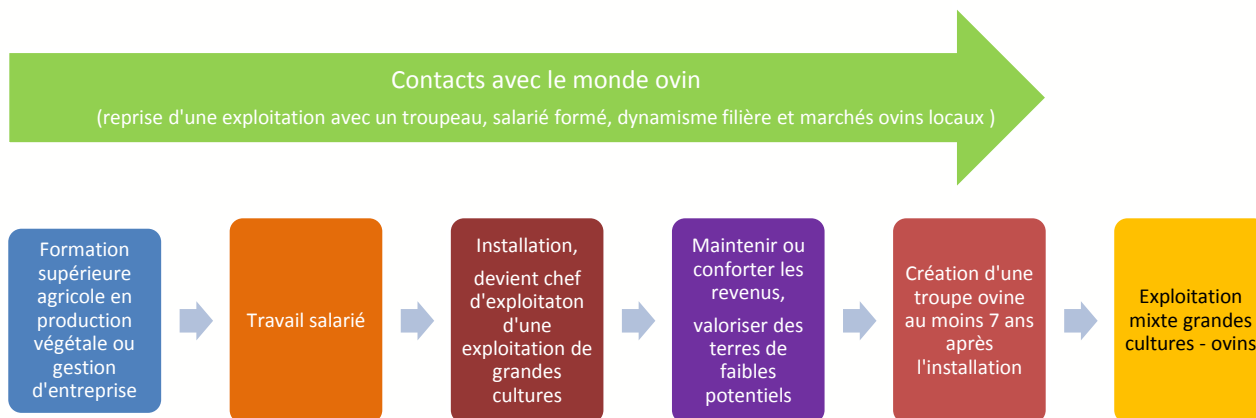 Contacts avec le monde ovin
(reprise d'une exploitation avec un troupeau, salarié formé, dynamisme filière et marchés ovins locaux )
Formation
supérieure
agricole en
production
végétale ou
gestion
d'entreprise
Travail salarié
Installation,
devient chef
d'exploitaton
d'une
exploitation de
grandes
cultures
Maintenir ou
conforter les
revenus,
valoriser des
terres de
faibles
potentiels
Création d'une
troupe ovine
au moins 7 ans
après
l'installation
Exploitation
mixte grandes
cultures - ovins